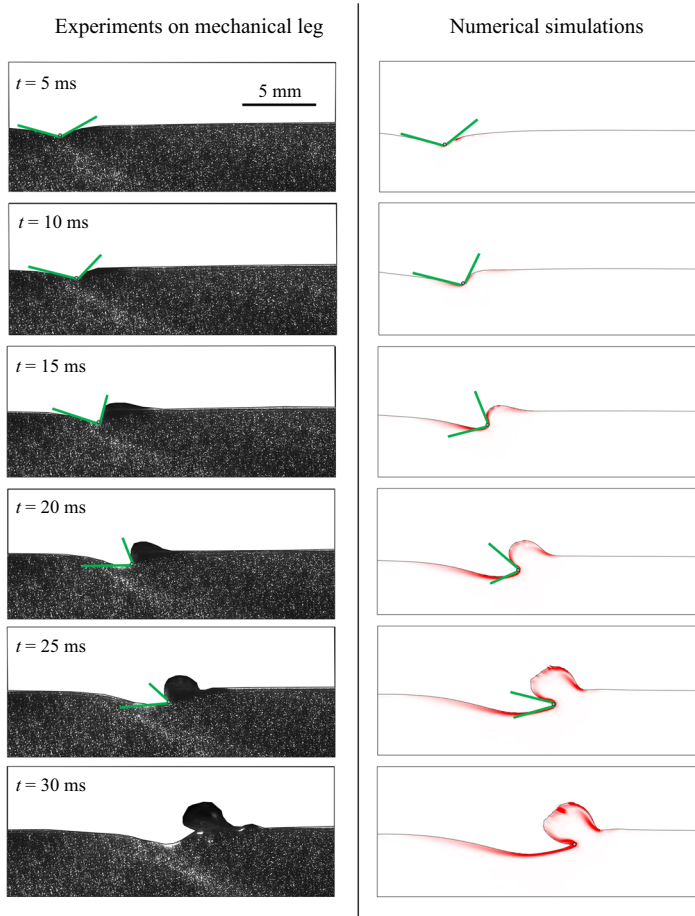 Experiments on mechanical leg
Numerical simulations
t = 5 ms
5 mm
t = 10 ms
t = 15 ms
t = 20 ms
t = 25 ms
t = 30 ms